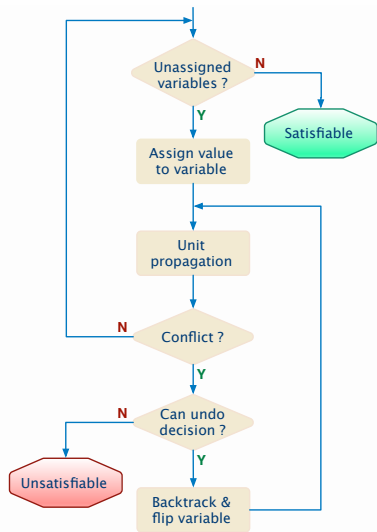 Unassigned
variables ?
N
Y
Satisfiable
Assign value
to variable
Unit
propagation
N
Conflict ?
Y
N
Can undo
decision ?
Y
Unsatisfiable
Backtrack &
flip variable